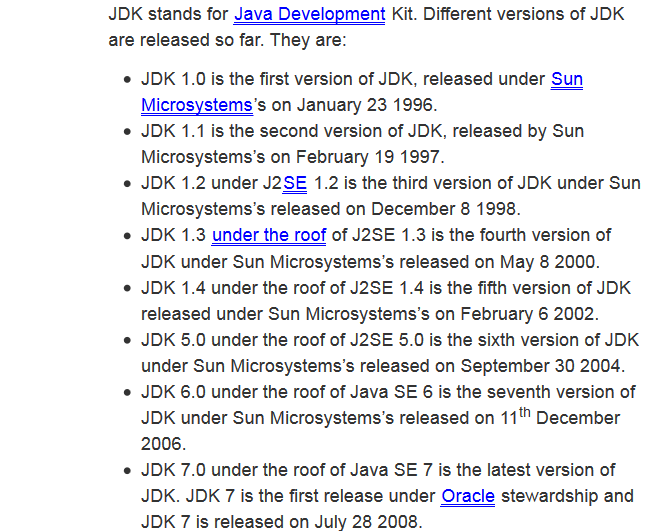 JDK stands for Java Development Kit. Different versions of JDK
are released so far. They are:
JDK 1.0 is the first version of JDK, released under Sun
Microsystems's on January 23 1996.
JDK 1.1 is the second version of JDK, released by Sun
Microsystems's on February 19 1997.
JDK 1.2 under J2SE 1.2 is the third version of JDK under Sun
Microsystems's released on December 8 1998.
JDK 1.3 under the roof of J2SE 1.3 is the fourth version of
JDK under Sun Microsystems's released on May 8 2000.
JDK 1.4 under the roof of J2SE 1.4 is the fifth version of JDK
released under Sun Microsystems's on February 6 2002.
JDK 5.0 under the roof of J2SE 5.0 is the sixth version of JDK
under Sun Microsystems's released on September 30 2004.
JDK 6.0 under the roof of Java SE 6 is the seventh version of
JDK under Sun Microsystems's released on 11th December
2006.
JDK 7.0 under the roof of Java SE 7 is the latest version of
JDK. JDK 7 is the first release under Oracle stewardship and
JDK 7 is released on July 28 2008.